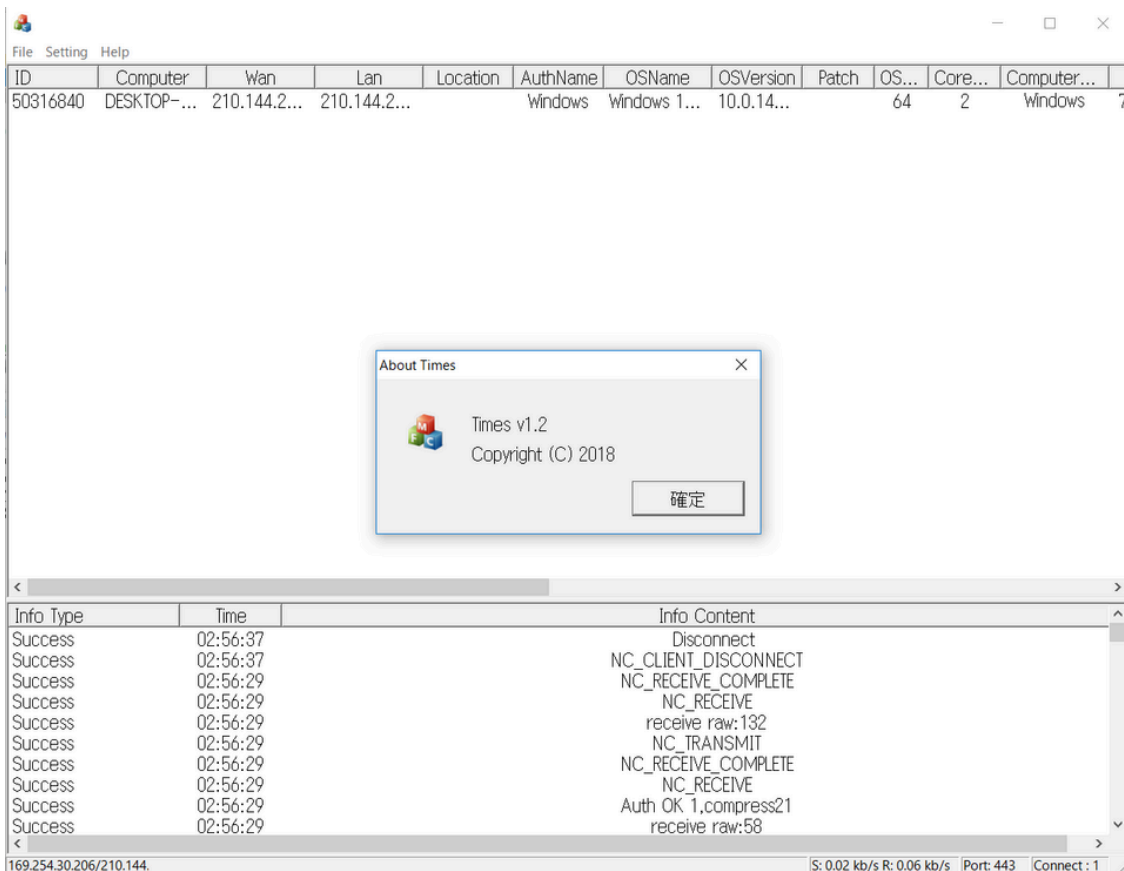 File Setting Help
ID Computer Wan Lan Location AuthName OSName OSVersion Patch OS... Core... Computer...
50316840 DESKTOP-... 210.144.2... 210.144.2... Windows Windows 1... 10.0.14... 64 2 Windows 7
About Times
Times v1.2
Copyright (C) 2018
確定
Info Type Time Info Content
Success 02:56:37 Disconnect
Success 02:56:37 NC_CLIENT_DISCONNECT
Success 02:56:29 NC_RECEIVE_COMPLETE
Success 02:56:29 NC_RECEIVE
Success 02:56:29 receive raw:132
Success 02:56:29 NC_TRANSMIT
Success 02:56:29 NC_RECEIVE_COMPLETE
Success 02:56:29 NC_RECEIVE
Success 02:56:29 Auth OK 1,compress21
Success 02:56:29 receive raw:58
169.254.30.206/210.144. S: 0.02 kb/s R: 0.06 kb/s Port: 443 Connect : 1